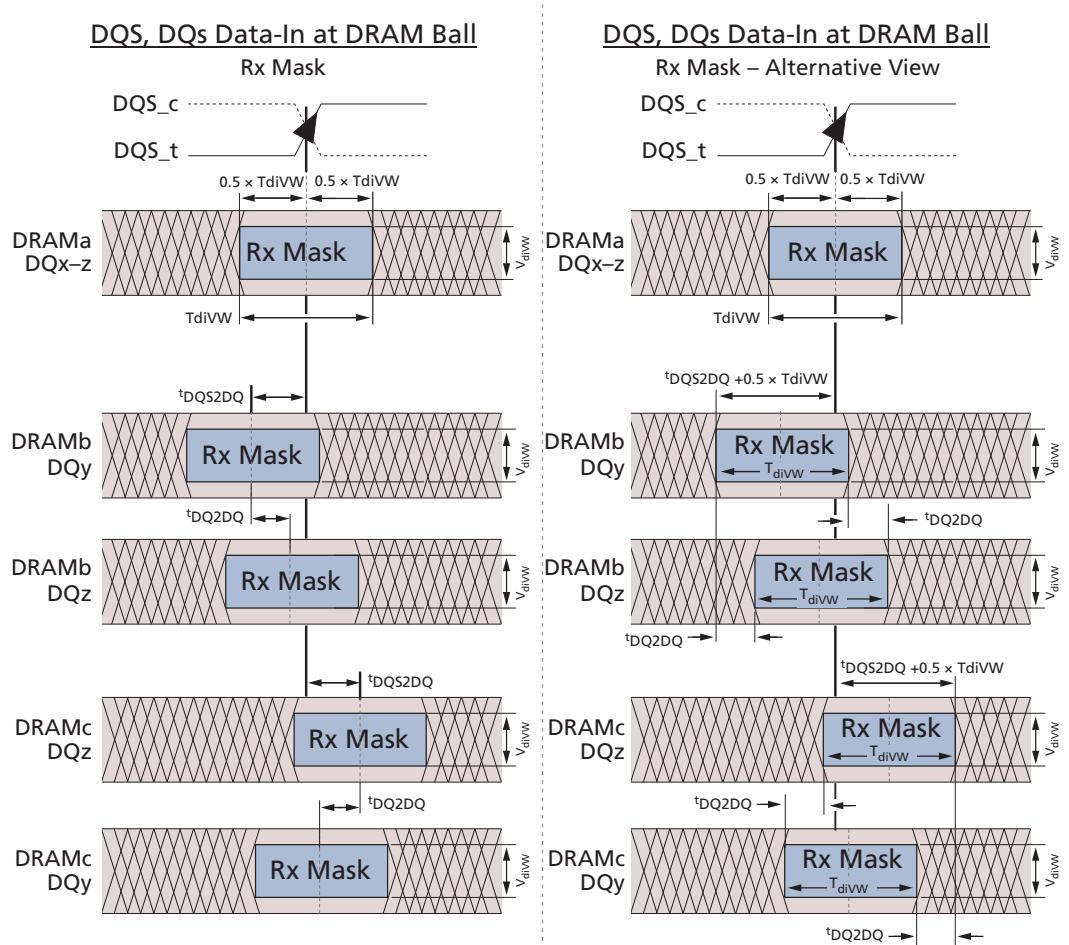 DQS, DQs Data-In at DRAM Ball
Rx Mask
DQS_c
DQS_t
0.5 × TdiVW 0.5 × TdiVW
DRAMa
DQx–z
Rx Mask
VdiVW
TdiVW
tDQS2DQ
DRAMb
DQy
Rx Mask
VdiVW
tDQ2DQ
DRAMb
DQz
Rx Mask
VdiVW
tDQS2DQ
DRAMc
DQz
Rx Mask
VdiVW
tDQ2DQ
DRAMc
DQy
Rx Mask
VdiVW
DQS, DQs Data-In at DRAM Ball
Rx Mask – Alternative View
DQS_c
DQS_t
0.5 × TdiVW 0.5 × TdiVW
DRAMa
DQx–z
Rx Mask
VdiVW
TdiVW
tDQS2DQ +0.5 × TdiVW
DRAMb
DQy
Rx Mask
TdiVW
VdiVW
tDQ2DQ
DRAMb
DQz
Rx Mask
TdiVW
VdiVW
tDQ2DQ
tDQS2DQ +0.5 × TdiVW
DRAMc
DQz
Rx Mask
TdiVW
VdiVW
tDQ2DQ
DRAMc
DQy
Rx Mask
TdiVW
VdiVW
tDQ2DQ